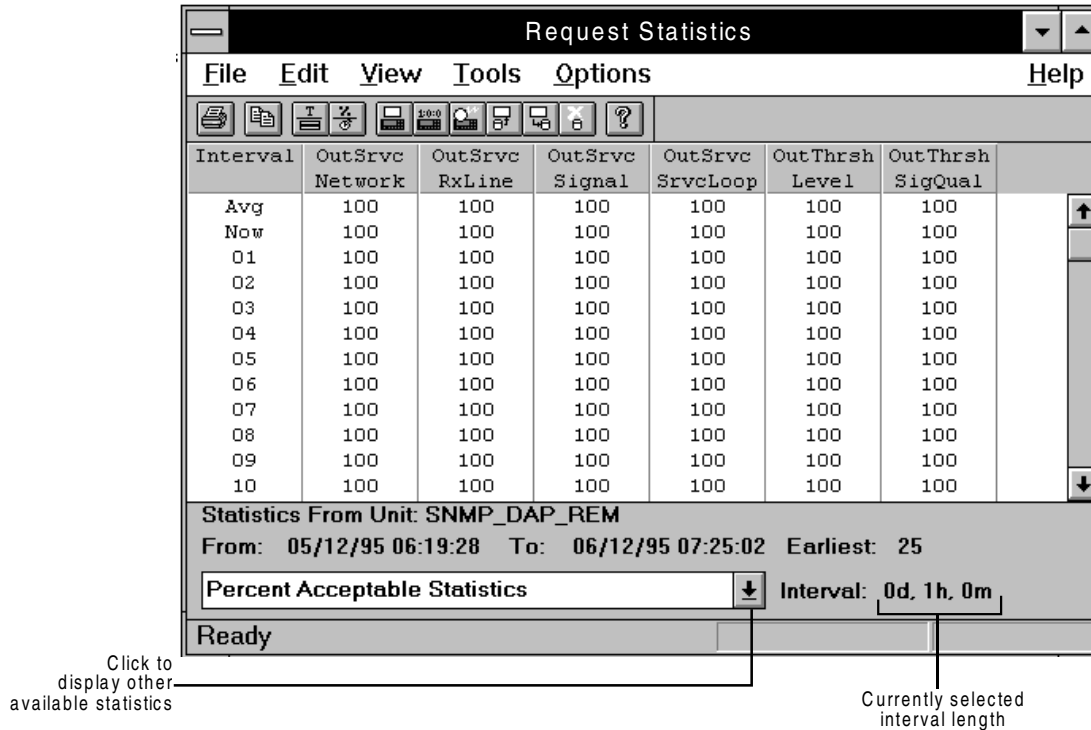 Request Statistics
File Edit View Tools Options Help
Interval OutSrvc OutSrvc OutSrvc OutSrvc OutThrsh OutThrsh
Network RxLine Signal SrvcLoop Level SigQual
Avg 100 100 100 100 100 100
Now 100 100 100 100 100 100
01 100 100 100 100 100 100
02 100 100 100 100 100 100
03 100 100 100 100 100 100
04 100 100 100 100 100 100
05 100 100 100 100 100 100
06 100 100 100 100 100 100
07 100 100 100 100 100 100
08 100 100 100 100 100 100
09 100 100 100 100 100 100
10 100 100 100 100 100 100
Statistics From Unit: SNMP_DAP_REM
From: 05/12/95 06:19:28 To: 06/12/95 07:25:02 Earliest: 25
Percent Acceptable Statistics Interval: 0d, 1h, 0m
Ready
Click to
display other
available statistics
Currently selected
interval length